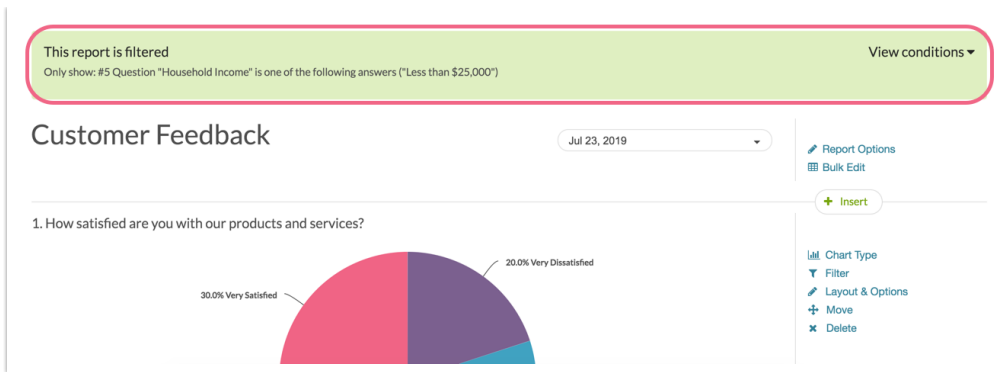 This report is filtered
View conditions
Only show: #5 Question "Household Income" is one of the following answers ("Less than $25,000")
Customer Feedback
Jul 23, 2019
Report Options
Bulk Edit
Insert
1. How satisfied are you with our products and services?
Chart Type
20.0% Very Dissatisfied
Filter
Layout & Options
30.0% Very Satisfied
Move
Delete